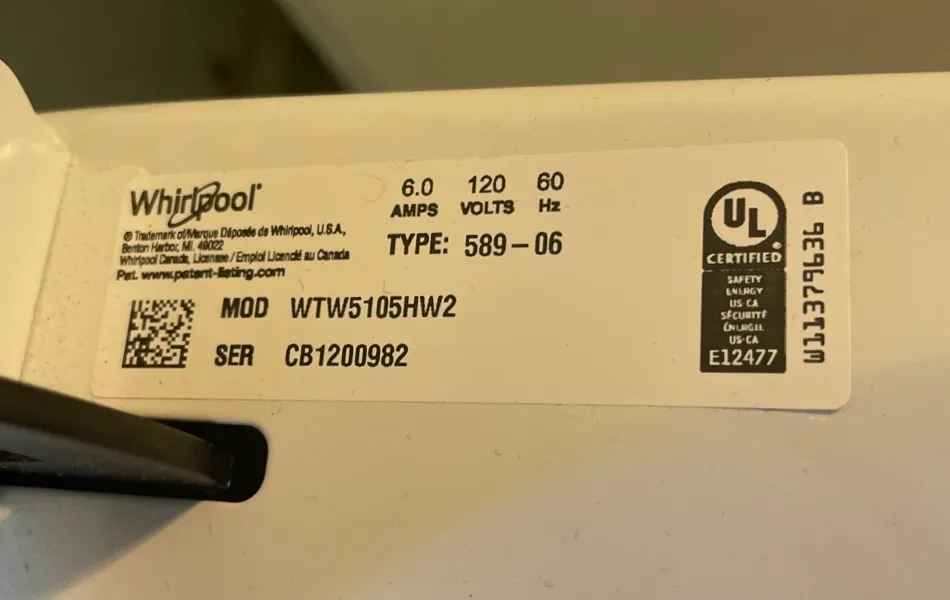 Whirlpool
® Trademark of/Marque Déposée de Whirlpool, U.S.A.,
Benton Harbor, MI. 49022
Whirlpool Canada, Licensee / Emploi Licencié au Canada
Pat. www.patent-listing.com
6.0 120 60
AMPS VOLTS Hz
TYPE: 589-06
MOD WTW5105HW2
SER CB1200982
UL
®
CERTIFIED
SAFETY
ENERGY
US-CA
SÉCURITÉ
ÉNERGIE
US-CA
E12477
W11379636 B